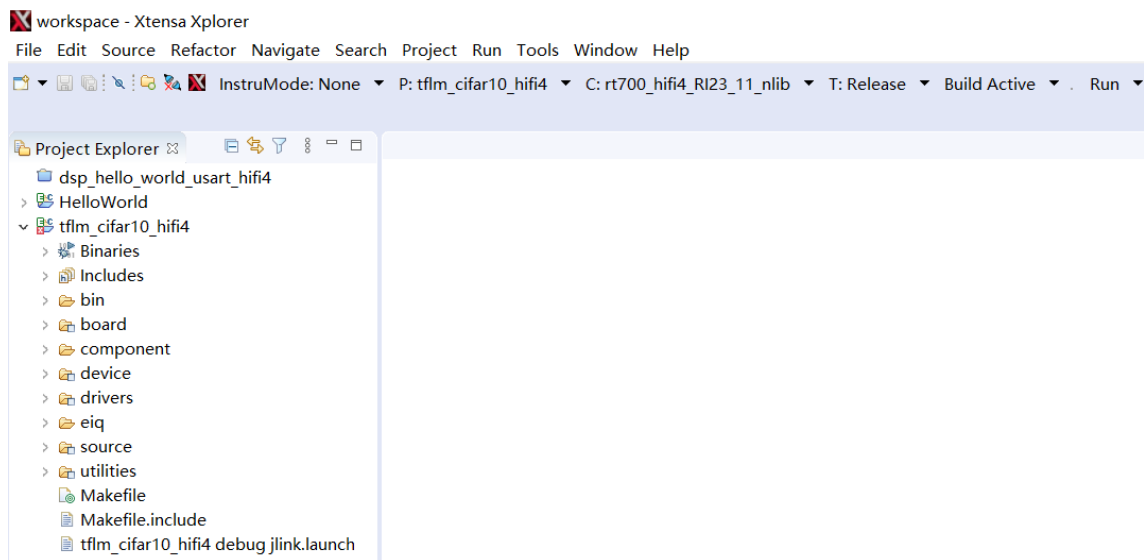 workspace - Xtensa Xplorer
File Edit Source Refactor Navigate Search Project Run Tools Window Help
InstruMode: None P: tflm_cifar10_hifi4 C: rt700_hifi4_RI23_11_nlib T: Release Build Active . Run
Project Explorer
dsp_hello_world_usart_hifi4
HelloWorld
tflm_cifar10_hifi4
Binaries
Includes
bin
board
component
device
drivers
eiq
source
utilities
Makefile
Makefile.include
tflm_cifar10_hifi4 debug jlink.launch